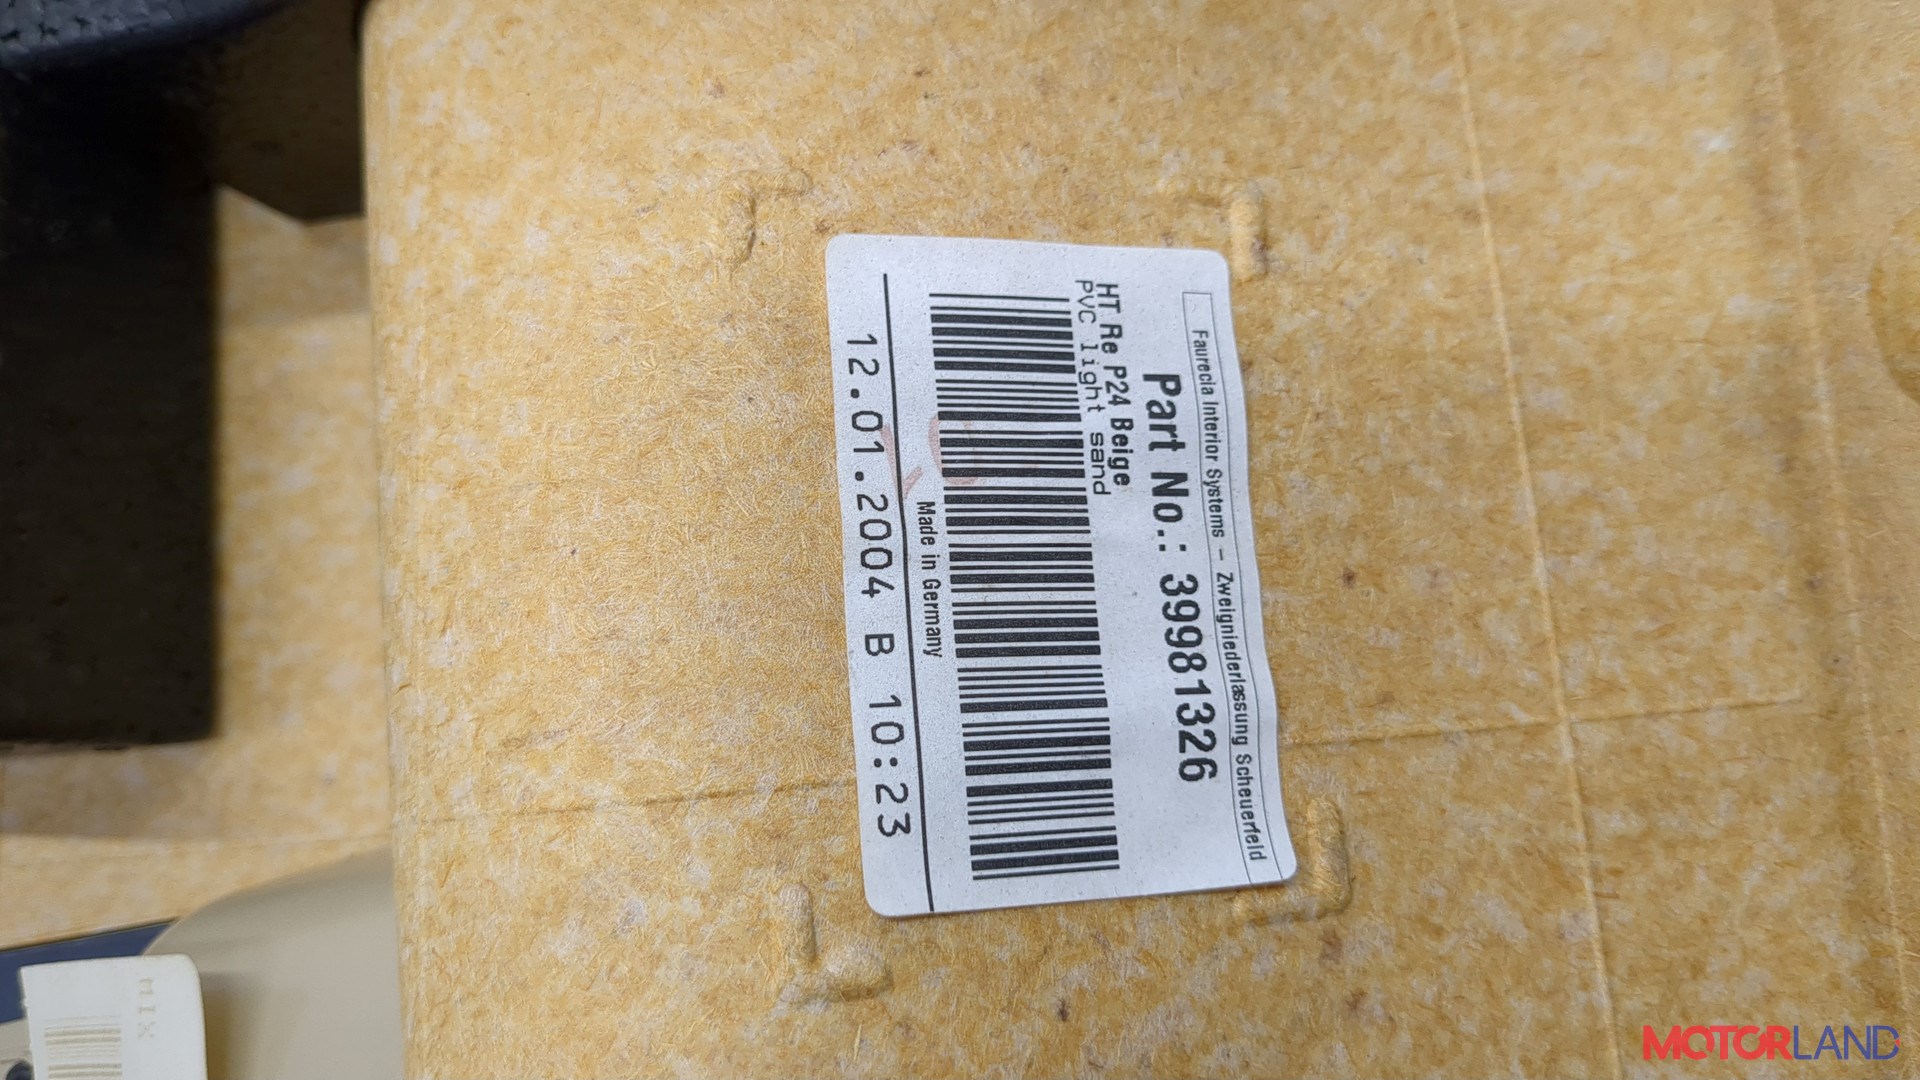 Faurecia Interior Systems - Zweigniederlassung Scheuerfeld
Part No.: 39981326
HT Re P24 Beige
PVC light sand
Made in Germany
12.01.2004 B 10:23
MOTORLAND